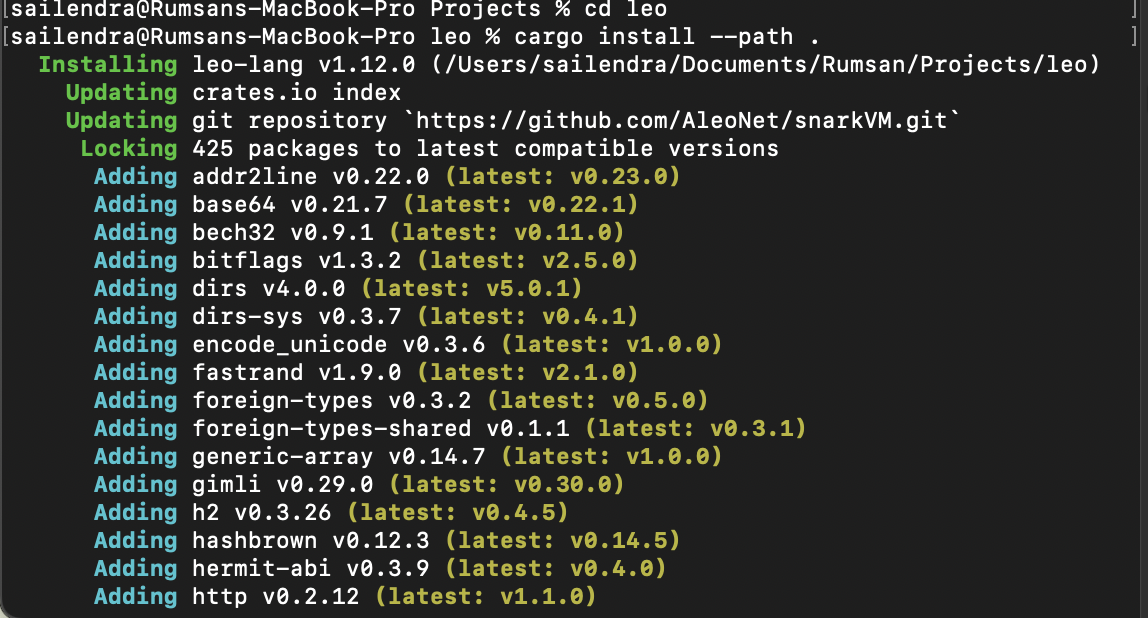 [sailendra@Rumsans-MacBook-Pro Projects % cd leo ]
[sailendra@Rumsans-MacBook-Pro leo % cargo install --path . ]
Installing leo-lang v1.12.0 (/Users/sailendra/Documents/Rumsan/Projects/leo)
Updating crates.io index
Updating git repository `https://github.com/AleoNet/snarkVM.git`
Locking 425 packages to latest compatible versions
Adding addr2line v0.22.0 (latest: v0.23.0)
Adding base64 v0.21.7 (latest: v0.22.1)
Adding bech32 v0.9.1 (latest: v0.11.0)
Adding bitflags v1.3.2 (latest: v2.5.0)
Adding dirs v4.0.0 (latest: v5.0.1)
Adding dirs-sys v0.3.7 (latest: v0.4.1)
Adding encode_unicode v0.3.6 (latest: v1.0.0)
Adding fastrand v1.9.0 (latest: v2.1.0)
Adding foreign-types v0.3.2 (latest: v0.5.0)
Adding foreign-types-shared v0.1.1 (latest: v0.3.1)
Adding generic-array v0.14.7 (latest: v1.0.0)
Adding gimli v0.29.0 (latest: v0.30.0)
Adding h2 v0.3.26 (latest: v0.4.5)
Adding hashbrown v0.12.3 (latest: v0.14.5)
Adding hermit-abi v0.3.9 (latest: v0.4.0)
Adding http v0.2.12 (latest: v1.1.0)